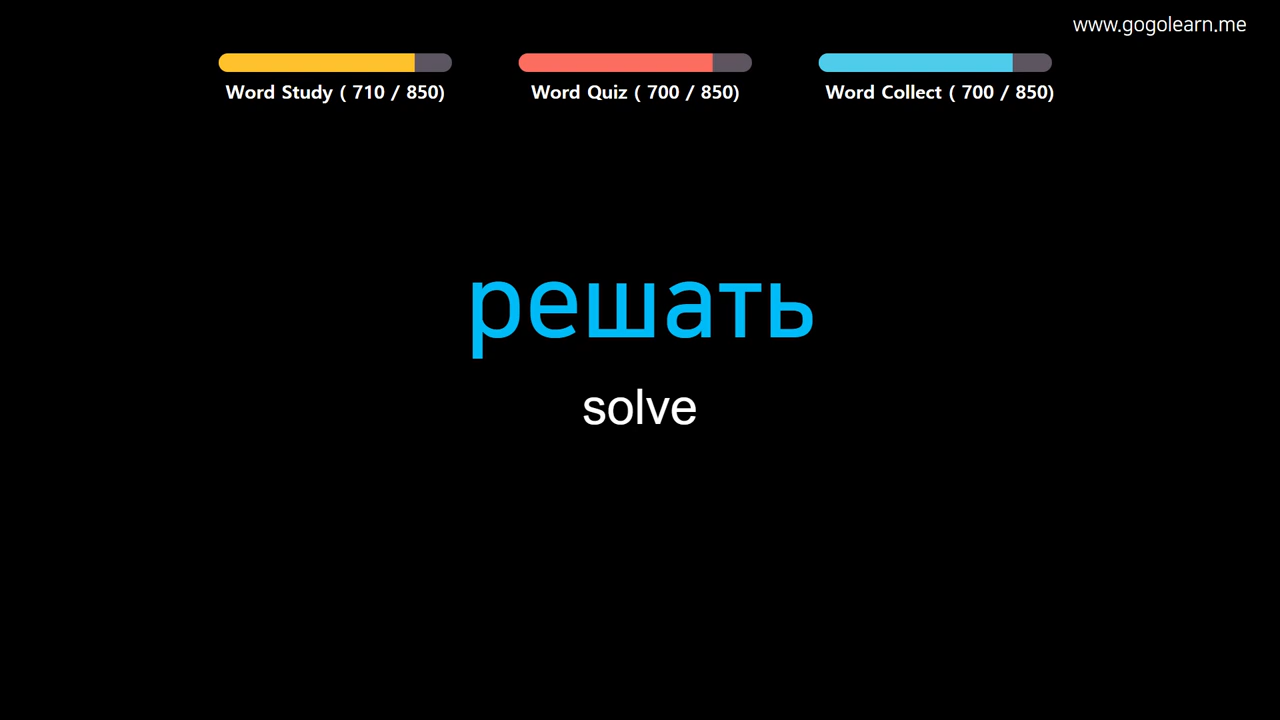 www.gogolearn.me
Word Study ( 710 / 850)
Word Quiz ( 700 / 850)
Word Collect ( 700 / 850)
решать
solve